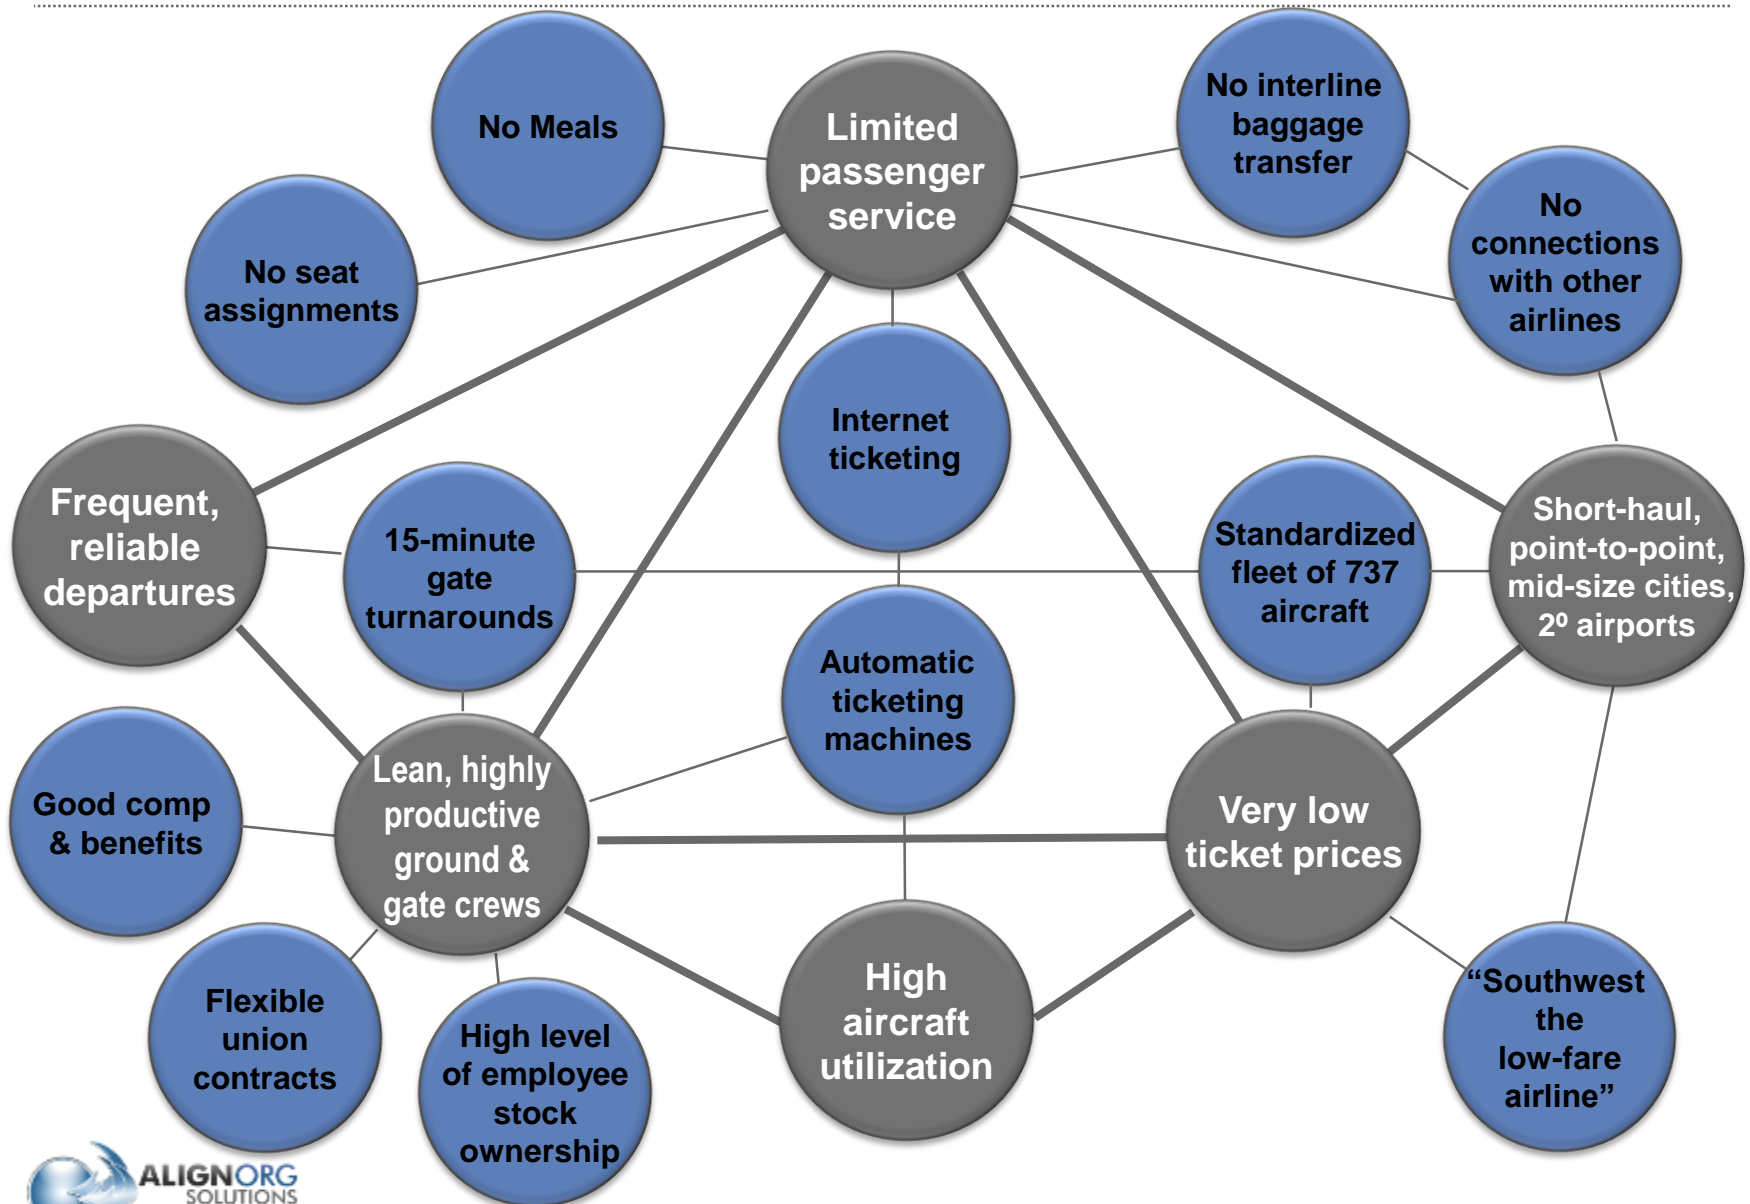 No Meals
Limited
passenger
service
No interline
baggage
transfer
No
connections
with other
airlines
No seat
assignments
Internet
ticketing
Frequent,
reliable
departures
15-minute
gate
turnarounds
Standardized
fleet of 737
aircraft
Short-haul,
point-to-point,
mid-size cities,
2º airports
Automatic
ticketing
machines
Good comp
& benefits
Lean, highly
productive
ground &
gate crews
Very low
ticket prices
Flexible
union
contracts
High level
of employee
stock
ownership
High
aircraft
utilization
“Southwest
the
low-fare
airline”
ALIGNORG
SOLUTIONS